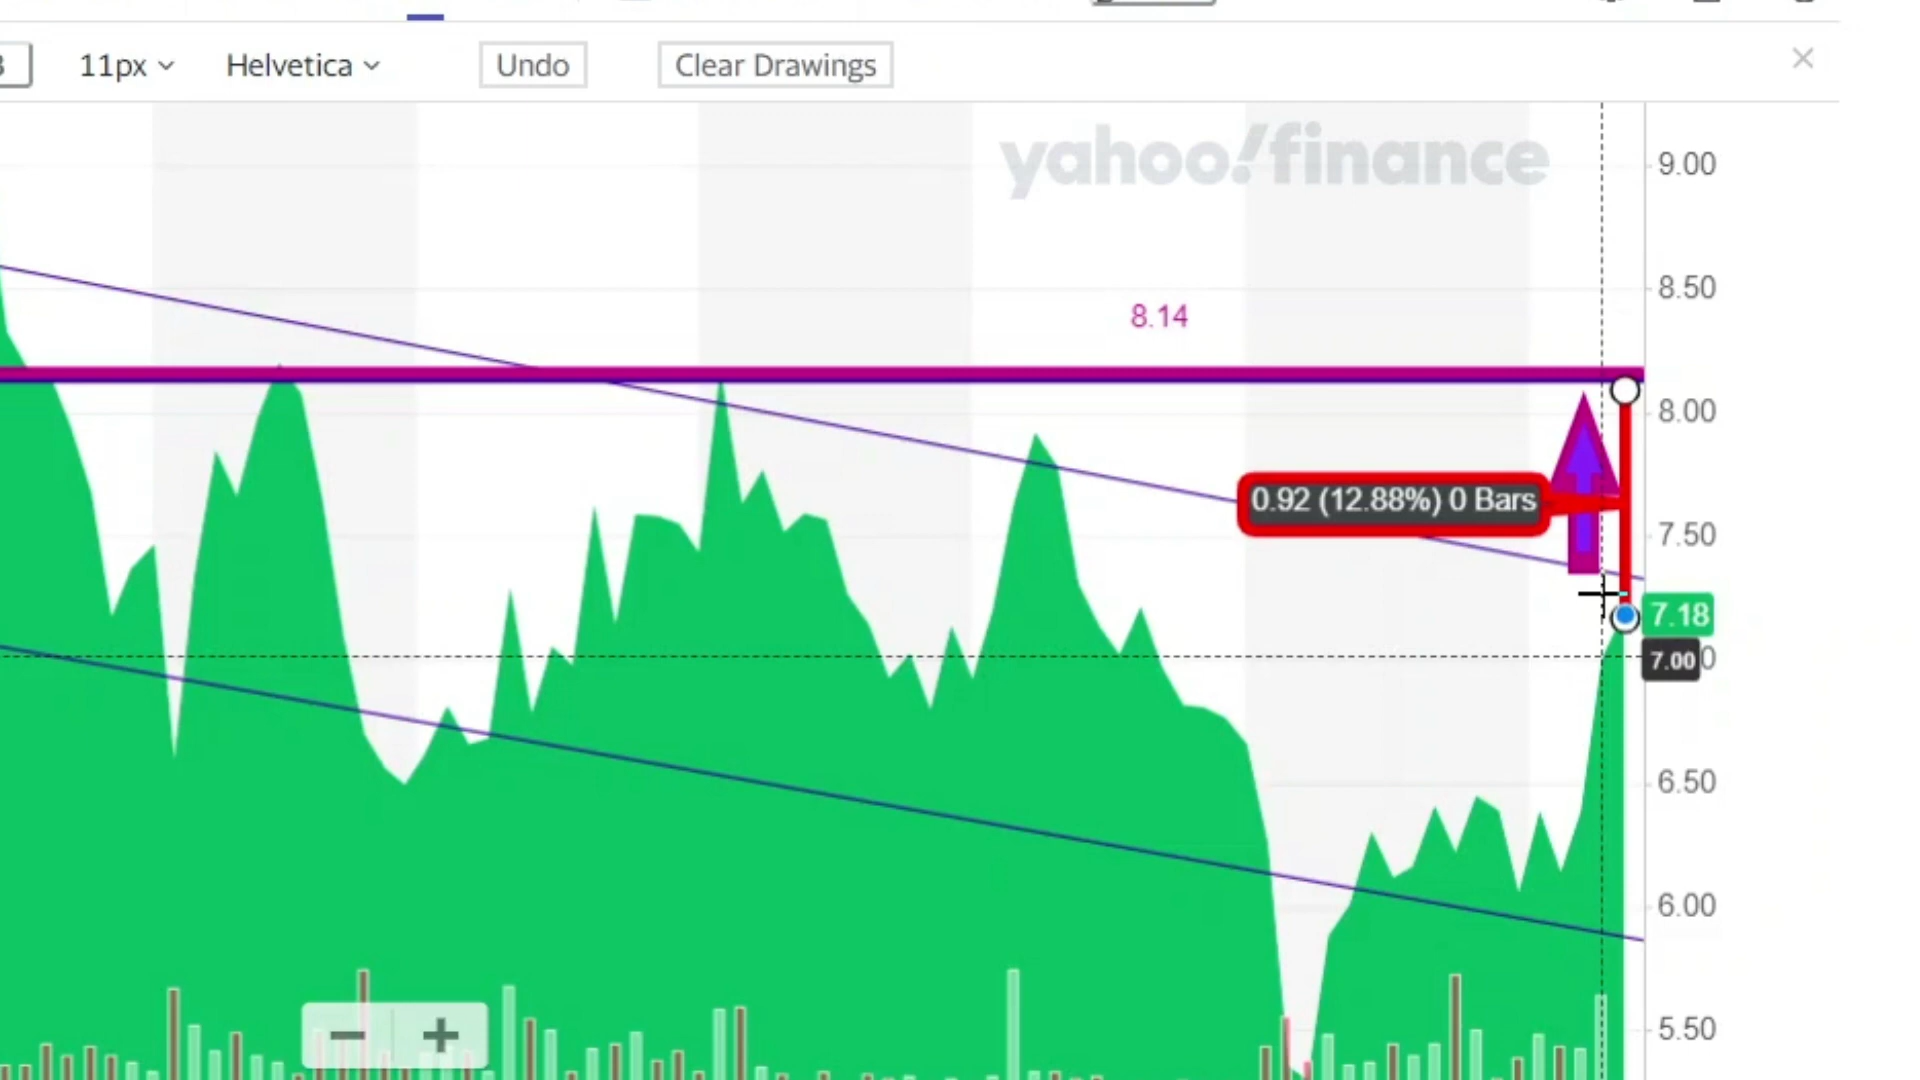 11px
Helvetica
Undo
Clear Drawings
yahoo!finance
9.00
8.50
8.14
8.00
0.92 (12.88%) 0 Bars
7.50
7.18
7.00
0
6.50
6.00
5.50